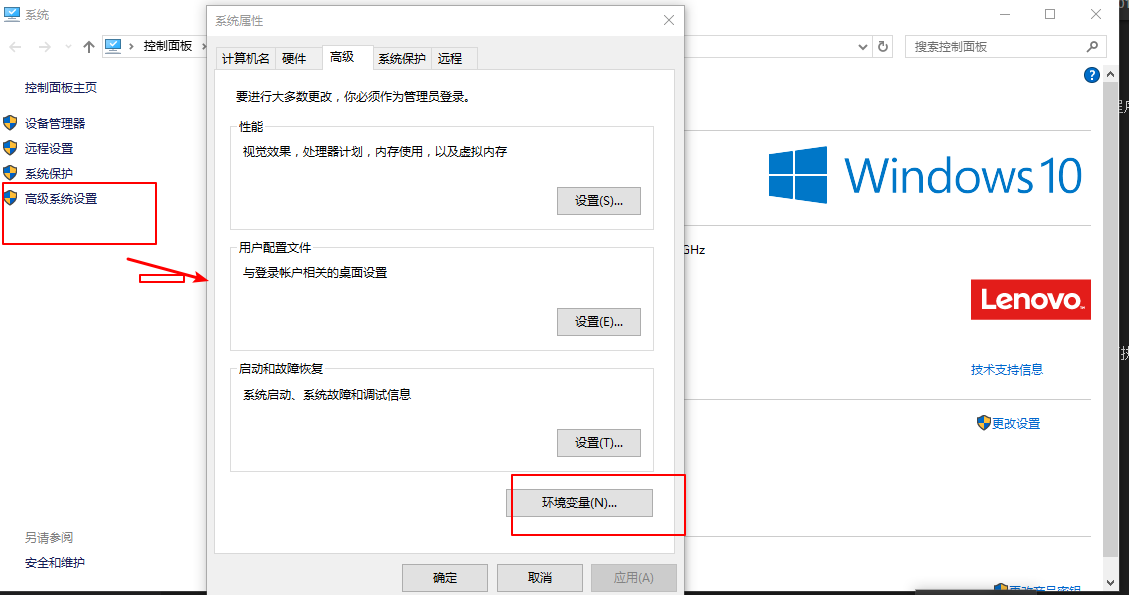 系统
系统属性
控制面板
搜索控制面板
计算机名
硬件
高级
系统保护
远程
控制面板主页
设备管理器
远程设置
系统保护
高级系统设置
要进行大多数更改，你必须作为管理员登录。
性能
视觉效果，处理器计划，内存使用，以及虚拟内存
设置(S)...
用户配置文件
与登录帐户相关的桌面设置
设置(E)...
启动和故障恢复
系统启动、系统故障和调试信息
设置(T)...
环境变量(N)...
确定
取消
应用(A)
Windows 10
GHz
Lenovo
技术支持信息
更改设置
更改产品密钥
另请参阅
安全和维护